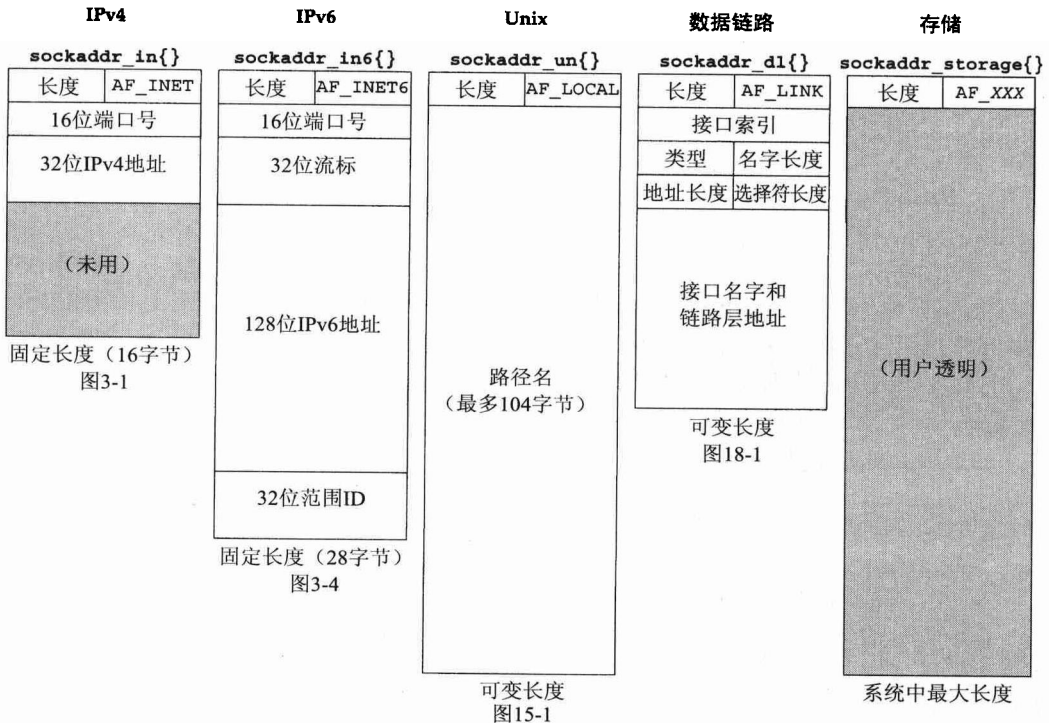 IPv4
IPv6
Unix
数据链路
存储
sockaddr_in{}
sockaddr_in6{}
sockaddr_un{}
sockaddr_dl{}
sockaddr_storage{}
长度
AF_INET
长度
AF_INET6
长度
AF_LOCAL
长度
AF_LINK
长度
AF_XXX
16位端口号
16位端口号
接口索引
32位IPv4地址
32位流标
类型
名字长度
地址长度
选择符长度
（未用）
128位IPv6地址
接口名字和
链路层地址
固定长度（16字节）
图3-1
路径名
（最多104字节）
（用户透明）
可变长度
图18-1
32位范围ID
固定长度（28字节）
图3-4
可变长度
图15-1
系统中最大长度